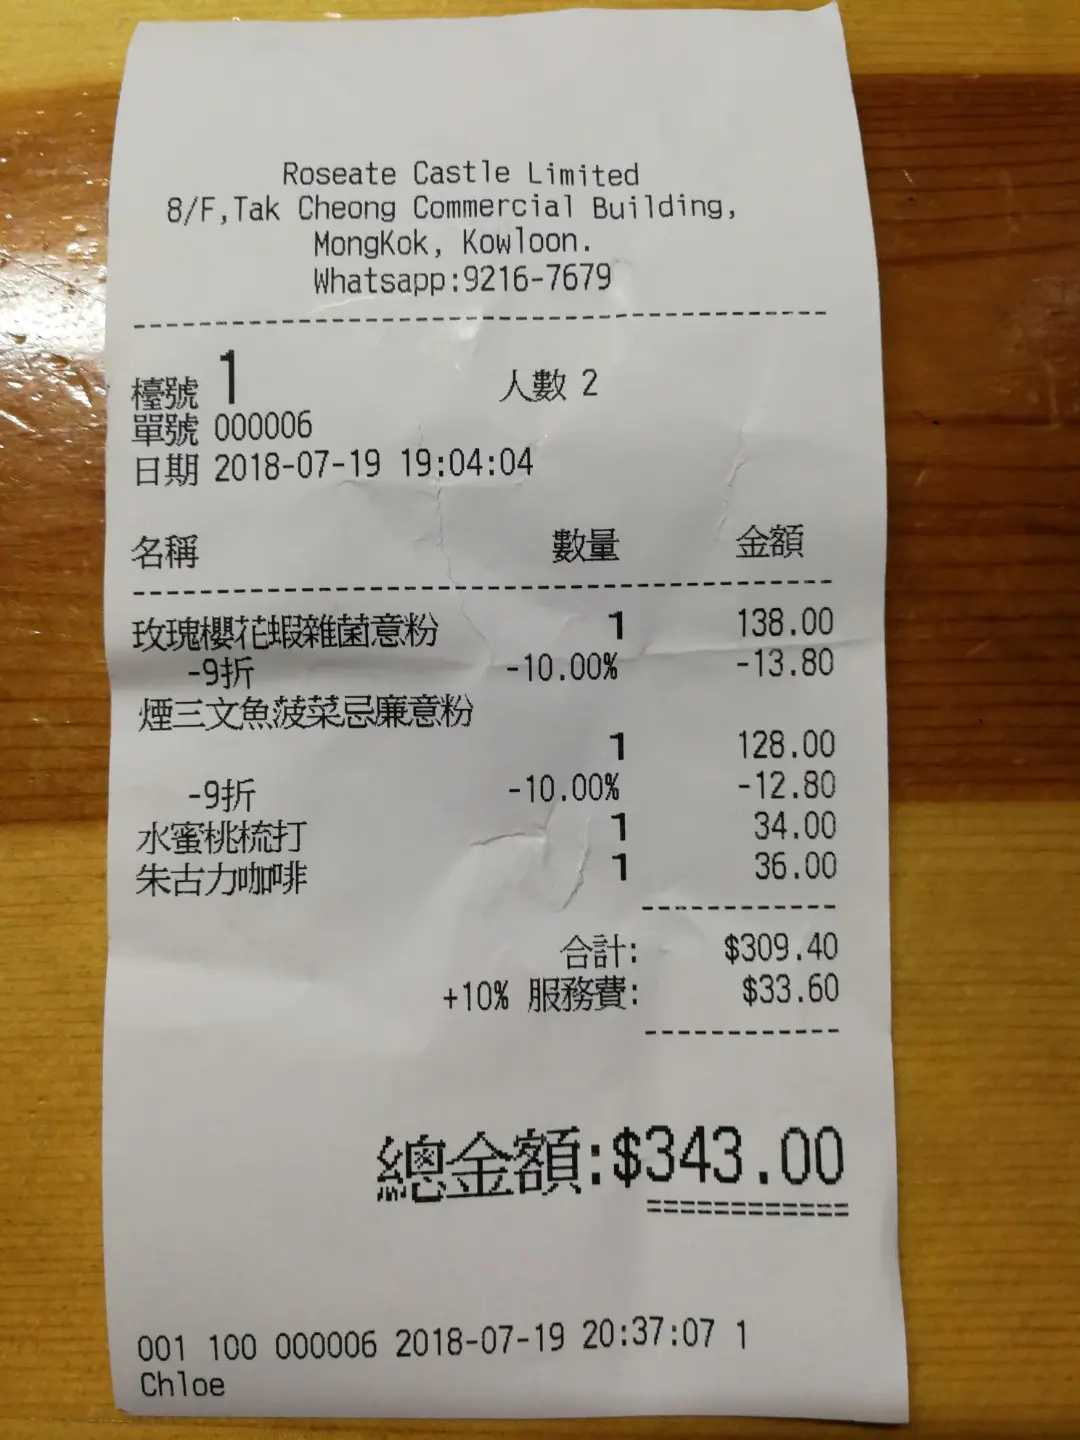 Roseate Castle Limited
8/F,Tak Cheong Commercial Building,
MongKok, Kowloon.
Whatsapp:9216-7679
檯號 1 人數 2
單號 000006
日期 2018-07-19 19:04:04
名稱 數量 金額
玫瑰櫻花蝦雜菌意粉 1 138.00
-9折 -10.00% -13.80
煙三文魚菠菜忌廉意粉
1 128.00
-9折 -10.00% -12.80
水蜜桃梳打 1 34.00
朱古力咖啡 1 36.00
合計: $309.40
+10% 服務費: $33.60
總金額:$343.00
001 100 000006 2018-07-19 20:37:07 1
Chloe